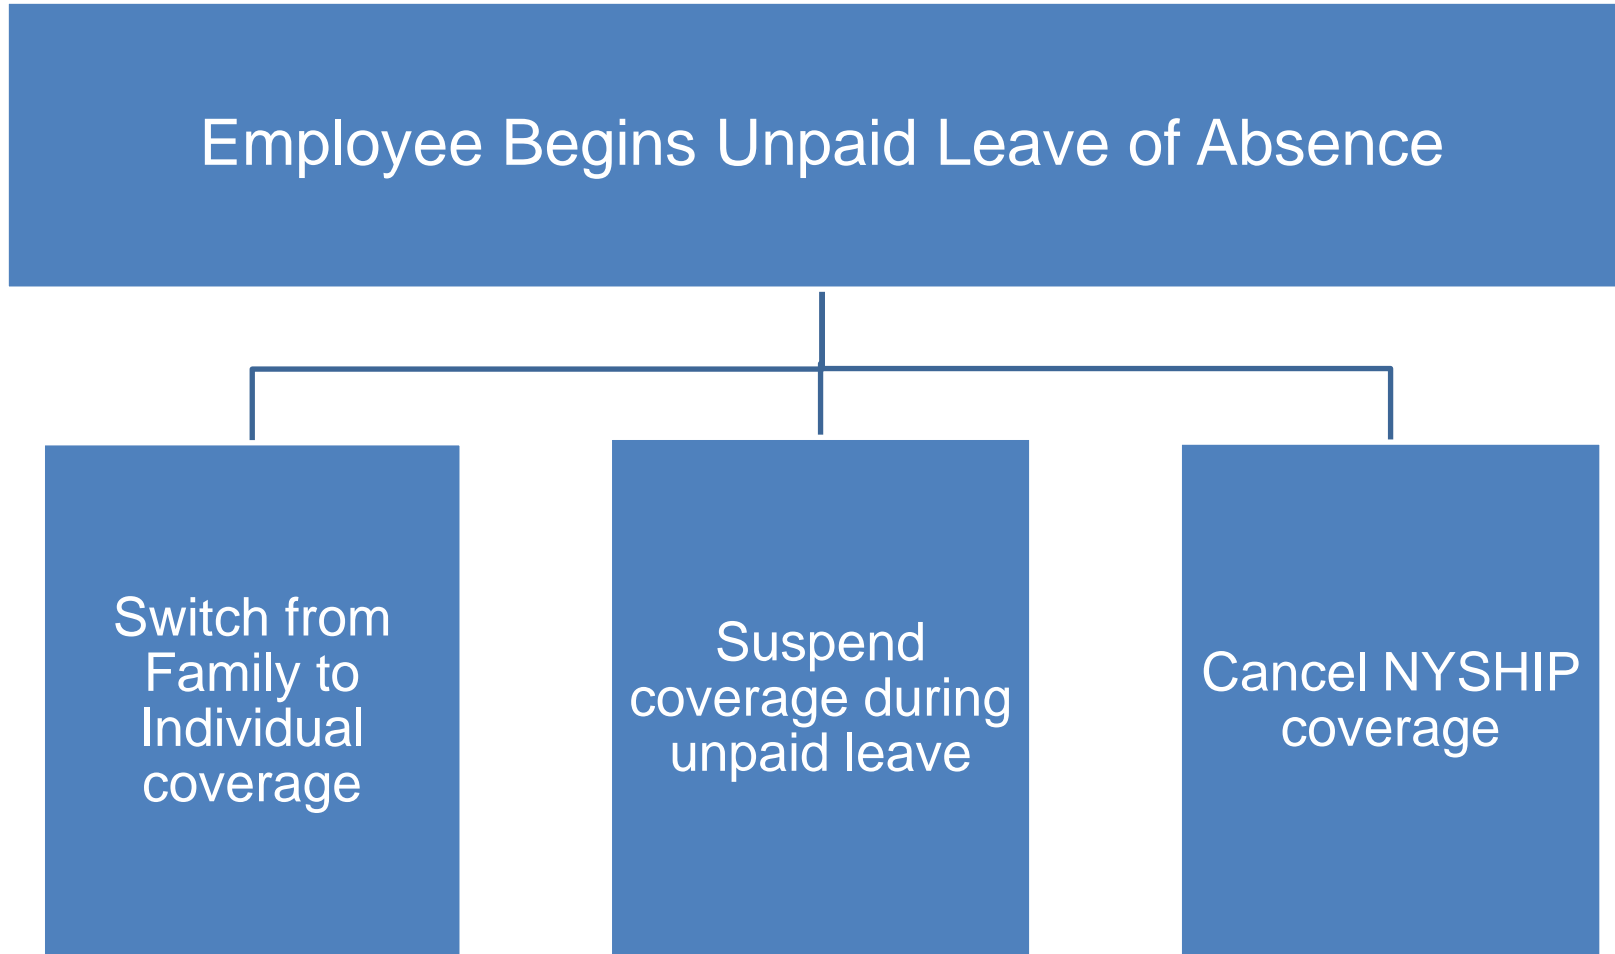 Employee Begins Unpaid Leave of Absence
Switch from
Family to
Individual
coverage
Suspend
coverage during
unpaid leave
Cancel NYSHIP
coverage